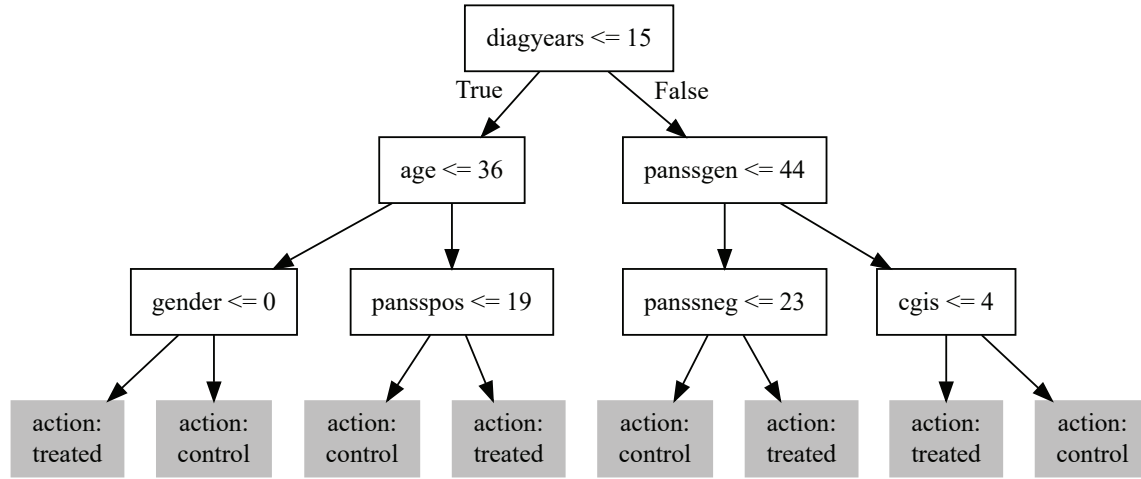 diagyears <= 15
True
False
age <= 36
panssgen <= 44
gender <= 0
pansspos <= 19
panssneg <= 23
cgis <= 4
action:
treated
action:
control
action:
control
action:
treated
action:
control
action:
treated
action:
treated
action:
control